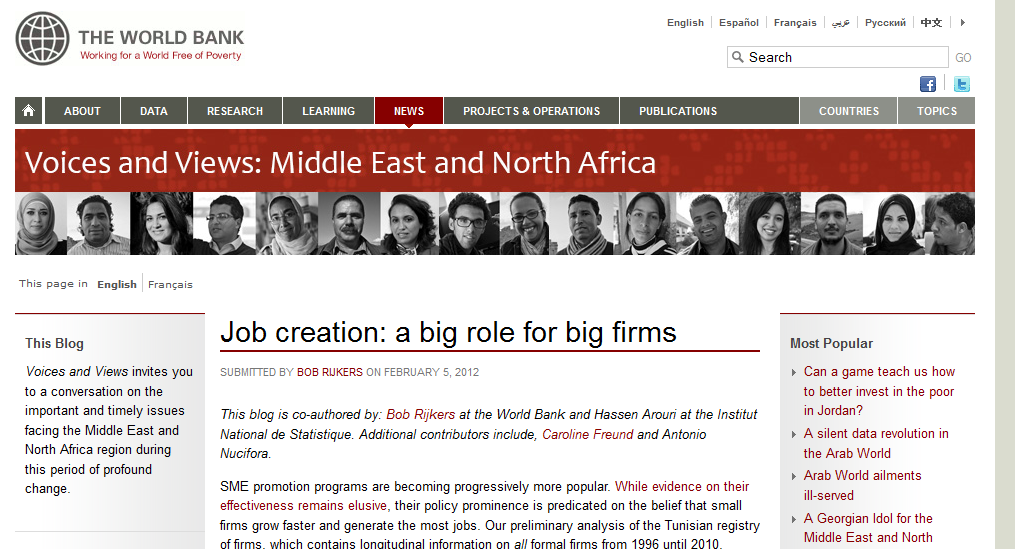 THE WORLD BANK
Working for a World Free of Poverty
English Español Français عربي Русский 中文
Search GO
ABOUT DATA RESEARCH LEARNING NEWS PROJECTS & OPERATIONS PUBLICATIONS COUNTRIES TOPICS
Voices and Views: Middle East and North Africa
This page in English Français
This Blog
Voices and Views invites you
to a conversation on the
important and timely issues
facing the Middle East and
North Africa region during
this period of profound
change.
Job creation: a big role for big firms
SUBMITTED BY BOB RIJKERS ON FEBRUARY 5, 2012
This blog is co-authored by: Bob Rijkers at the World Bank and Hassen Arouri at the Institut
National de Statistique. Additional contributors include, Caroline Freund and Antonio
Nucifora.
SME promotion programs are becoming progressively more popular. While evidence on their
effectiveness remains elusive, their policy prominence is predicated on the belief that small
firms grow faster and generate the most jobs. Our preliminary analysis of the Tunisian registry
of firms, which contains longitudinal information on all formal firms from 1996 until 2010,
Most Popular
Can a game teach us how
to better invest in the poor
in Jordan?
A silent data revolution in
the Arab World
Arab World ailments
ill-served
A Georgian Idol for the
Middle East and North